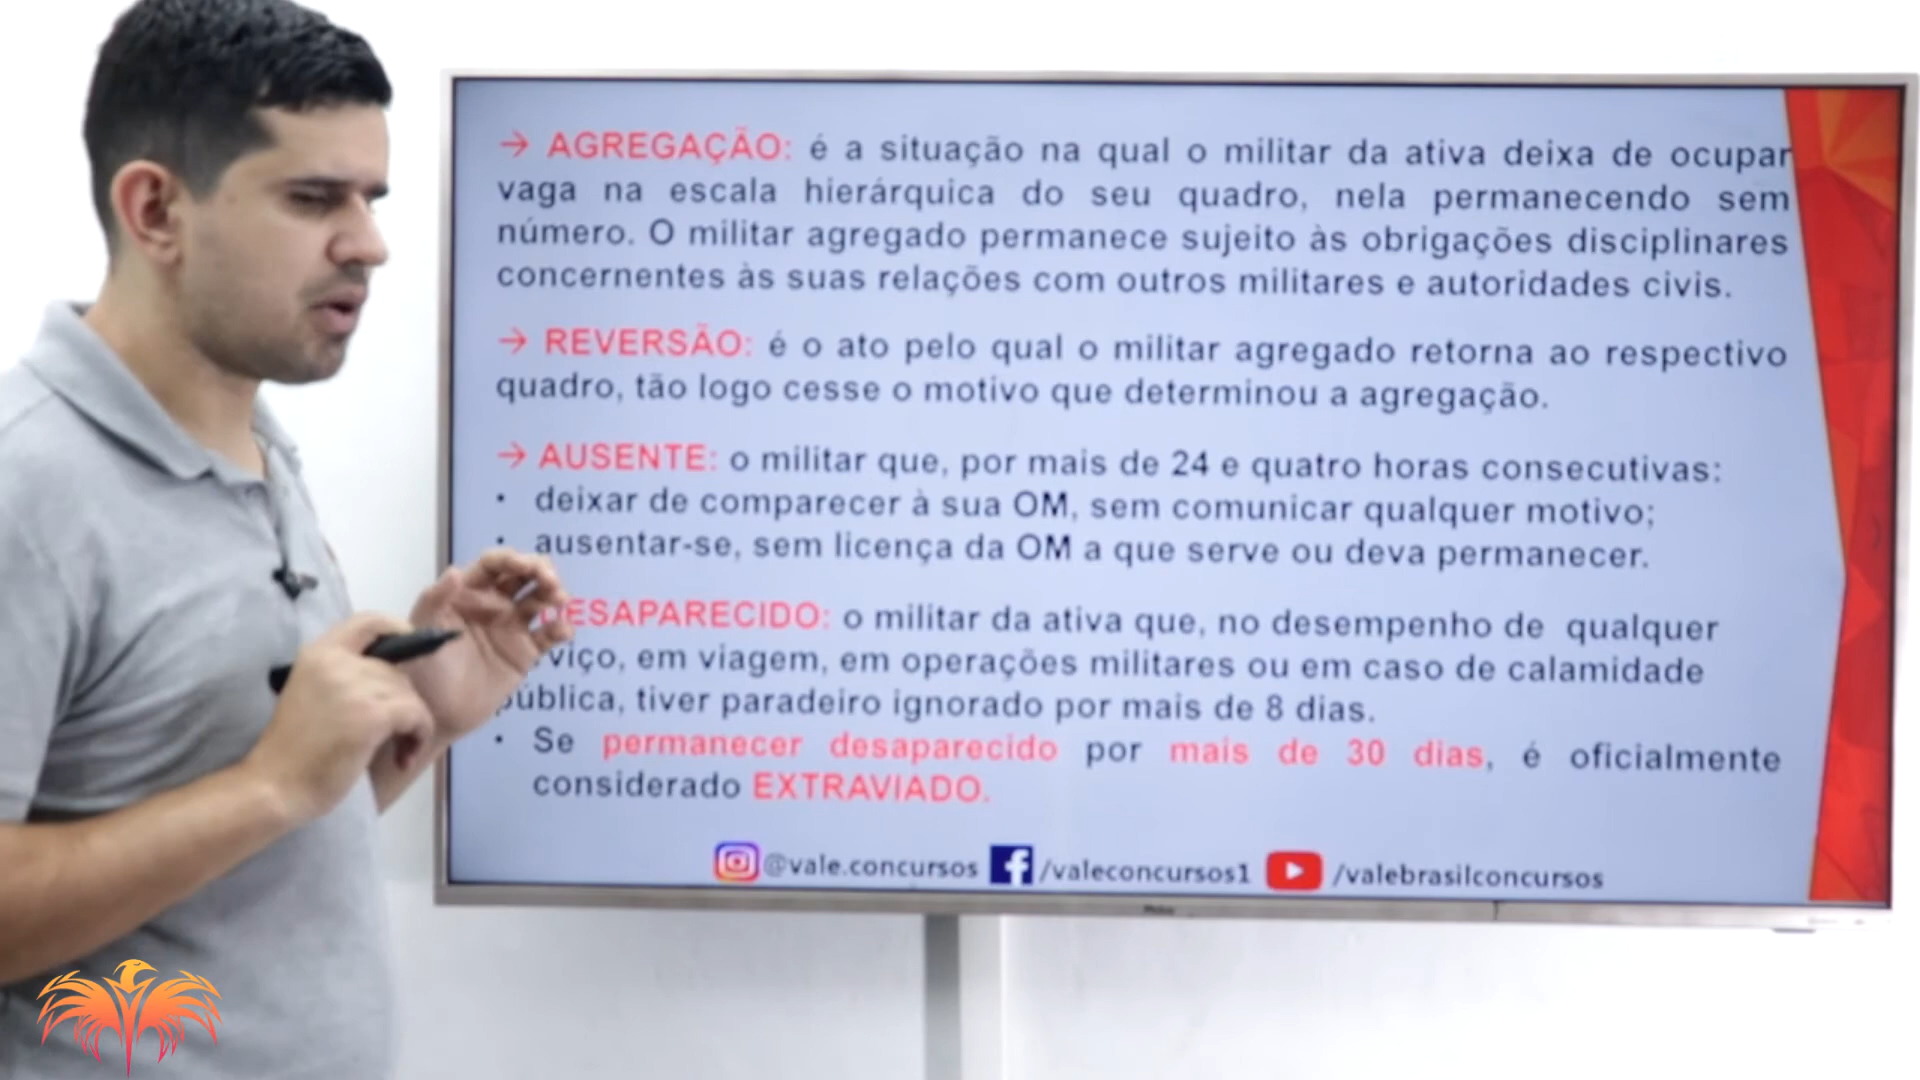 → AGREGAÇÃO: é a situação na qual o militar da ativa deixa de ocupar
vaga na escala hierárquica do seu quadro, nela permanecendo sem
número. O militar agregado permanece sujeito às obrigações disciplinares
concernentes às suas relações com outros militares e autoridades civis.
→ REVERSÃO: é o ato pelo qual o militar agregado retorna ao respectivo
quadro, tão logo cesse o motivo que determinou a agregação.
→ AUSENTE: o militar que, por mais de 24 e quatro horas consecutivas:
• deixar de comparecer à sua OM, sem comunicar qualquer motivo;
• ausentar-se, sem licença da OM a que serve ou deva permanecer.
DESAPARECIDO: o militar da ativa que, no desempenho de qualquer
viço, em viagem, em operações militares ou em caso de calamidade
pública, tiver paradeiro ignorado por mais de 8 dias.
• Se permanecer desaparecido por mais de 30 dias, é oficialmente
considerado EXTRAVIADO.
@vale.concursos /valeconcursos1 /valebrasilconcursos